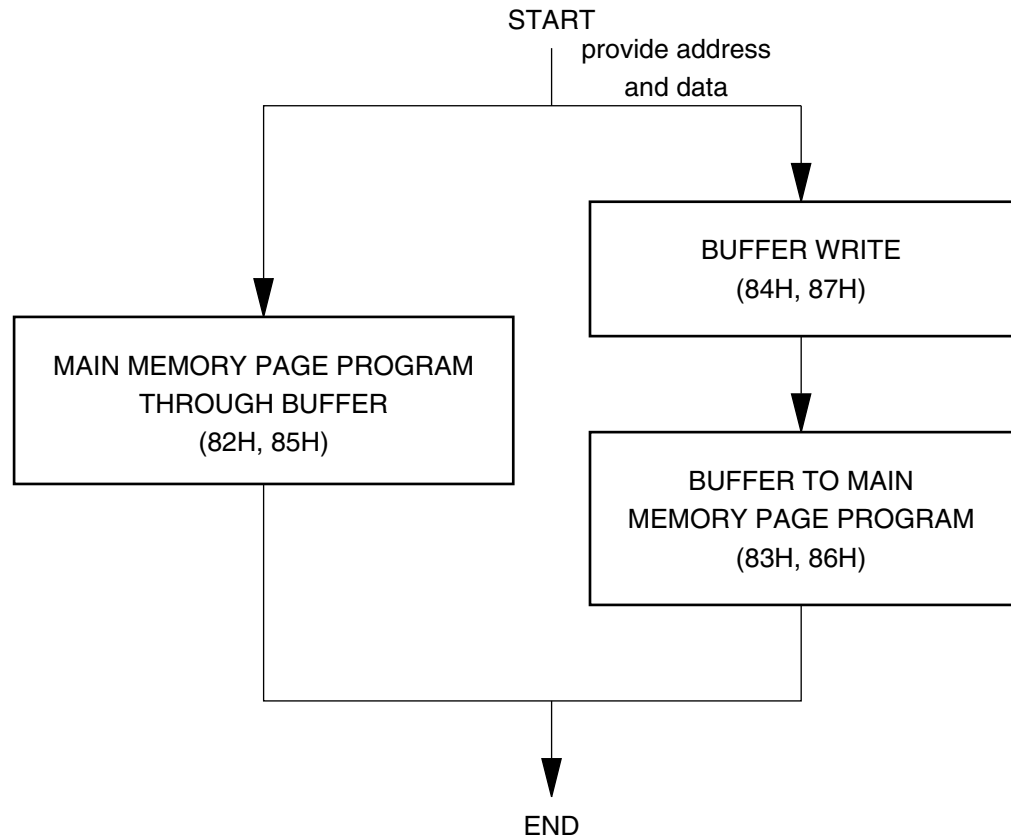 START
provide address
and data
BUFFER WRITE
(84H, 87H)
MAIN MEMORY PAGE PROGRAM
THROUGH BUFFER
(82H, 85H)
BUFFER TO MAIN
MEMORY PAGE PROGRAM
(83H, 86H)
END